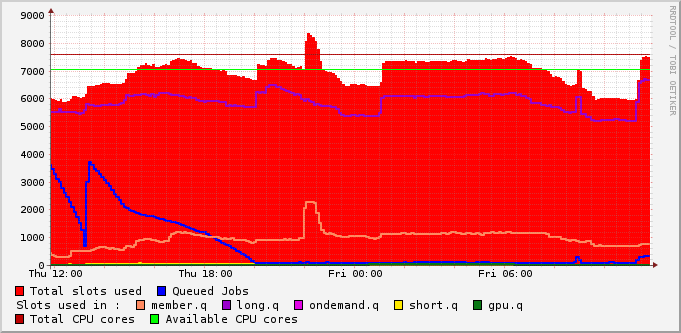 9000
8000
7000
6000
5000
4000
3000
2000
1000
0
Thu 12:00 Thu 18:00 Fri 00:00 Fri 06:00
RRDTOOL / TOBI OETIKER
Total slots used Queued Jobs
Slots used in : member.q long.q ondemand.q short.q gpu.q
Total CPU cores Available CPU cores